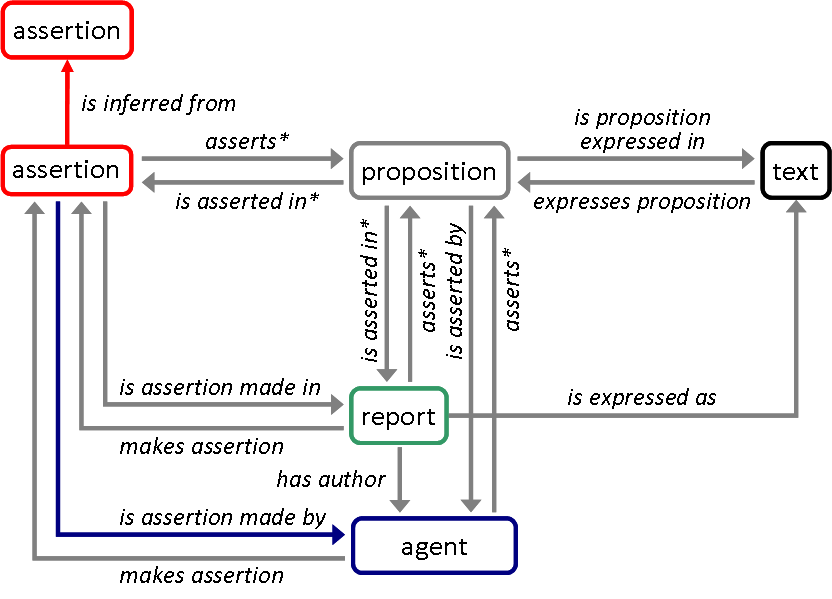 assertion
is inferred from
assertion
asserts*
is asserted in*
proposition
is proposition
expressed in
expresses proposition
text
is asserted in*
asserts*
is asserted by
asserts*
is assertion made in
makes assertion
report
is expressed as
has author
is assertion made by
makes assertion
agent